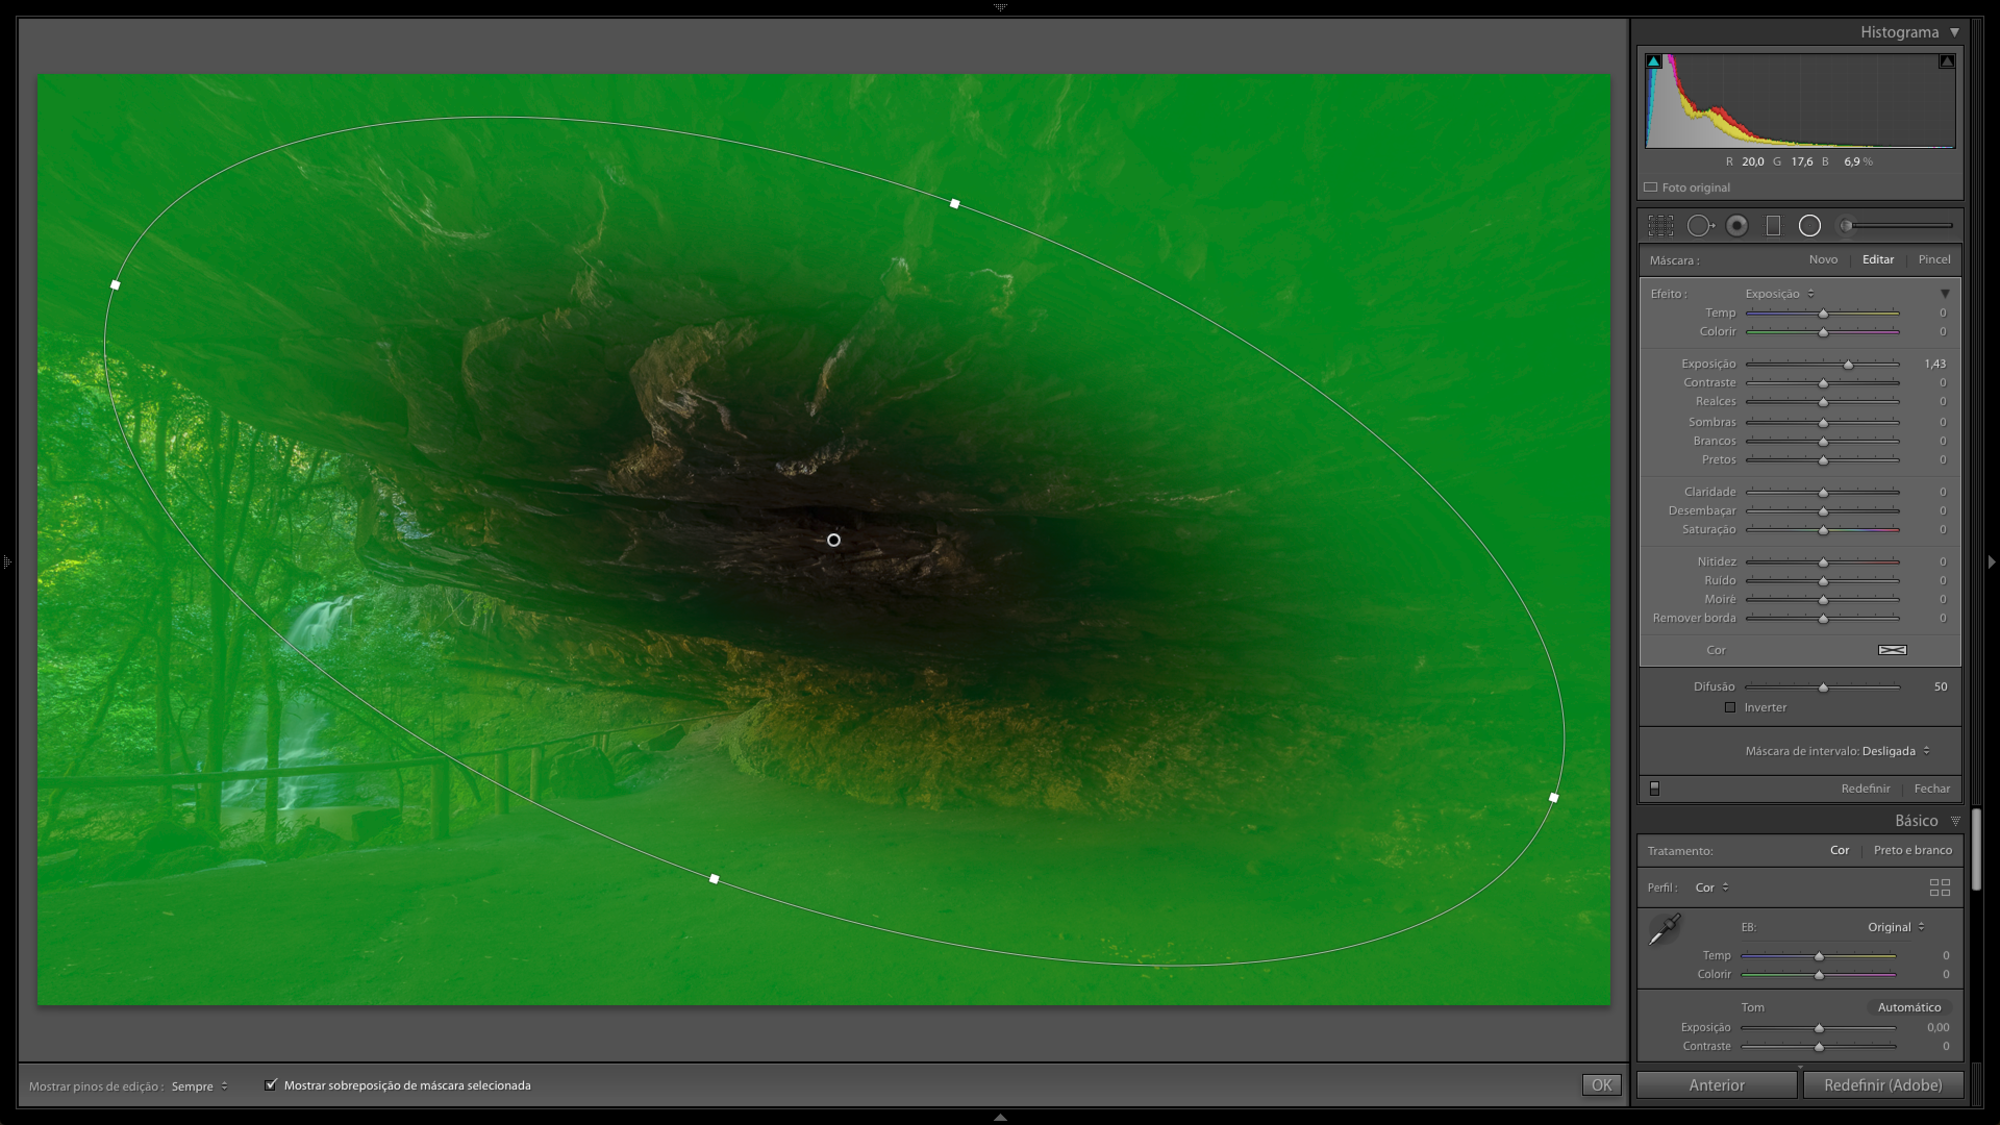 Histograma
R 20,0 G 17,6 B 6,9 %
Foto original
Máscara : Novo Editar Pincel
Efeito : Exposição
Temp 0
Colorir 0
Exposição 1,43
Contraste 0
Realces 0
Sombras 0
Brancos 0
Pretos 0
Claridade 0
Desembaçar 0
Saturação 0
Nitidez 0
Ruído 0
Moiré 0
Remover borda 0
Cor
Difusão 50
Inverter
Máscara de intervalo: Desligada
Redefinir Fechar
Básico
Tratamento: Cor Preto e branco
Perfil : Cor
EB: Original
Temp 0
Colorir 0
Tom Automático
Exposição 0,00
Contraste 0
Mostrar pinos de edição : Sempre Mostrar sobreposição de máscara selecionada OK
Anterior Redefinir (Adobe)